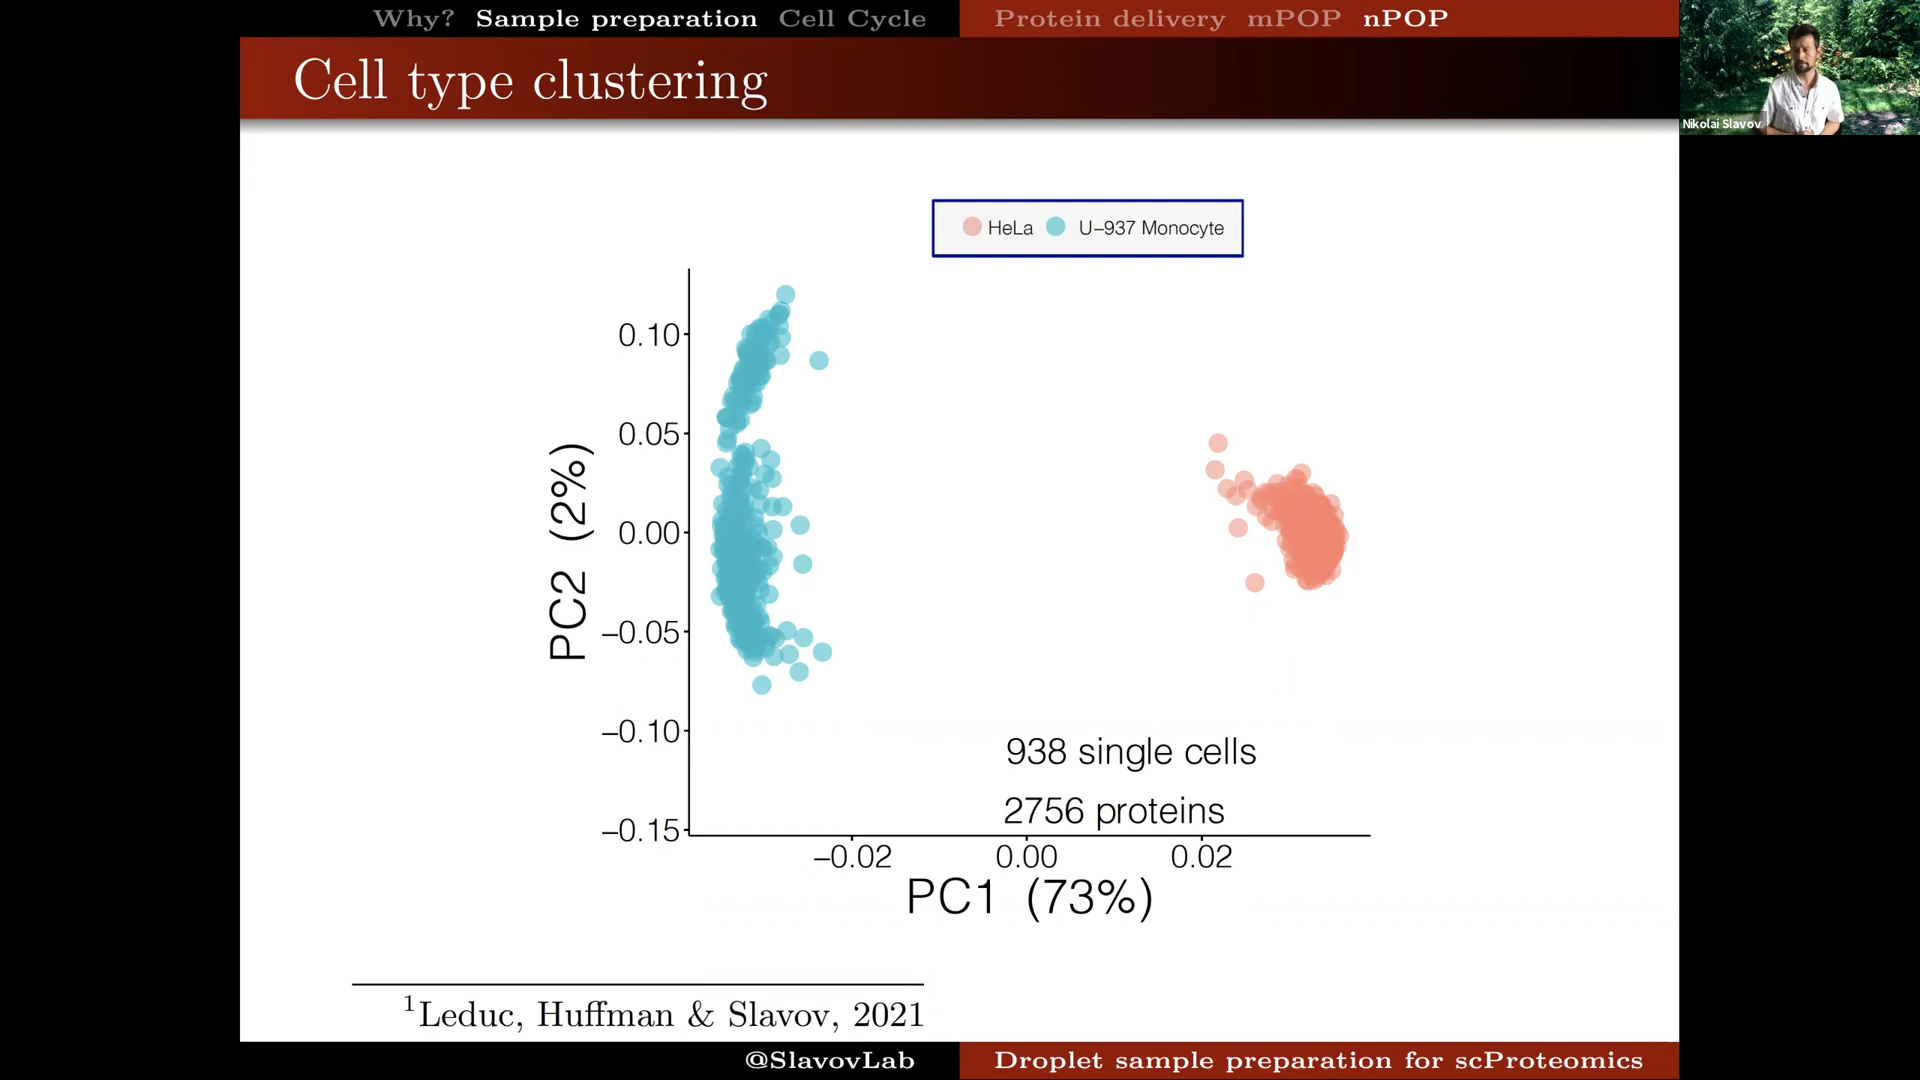 Why? Sample preparation Cell Cycle Protein delivery mPOP nPOP
Cell type clustering
Nikolai Slavov
HeLa U–937 Monocyte
0.10
0.05
0.00
–0.05
–0.10
–0.15
PC2 (2%)
938 single cells
2756 proteins
–0.02 0.00 0.02
PC1 (73%)
1Leduc, Huffman & Slavov, 2021
@SlavovLab Droplet sample preparation for scProteomics